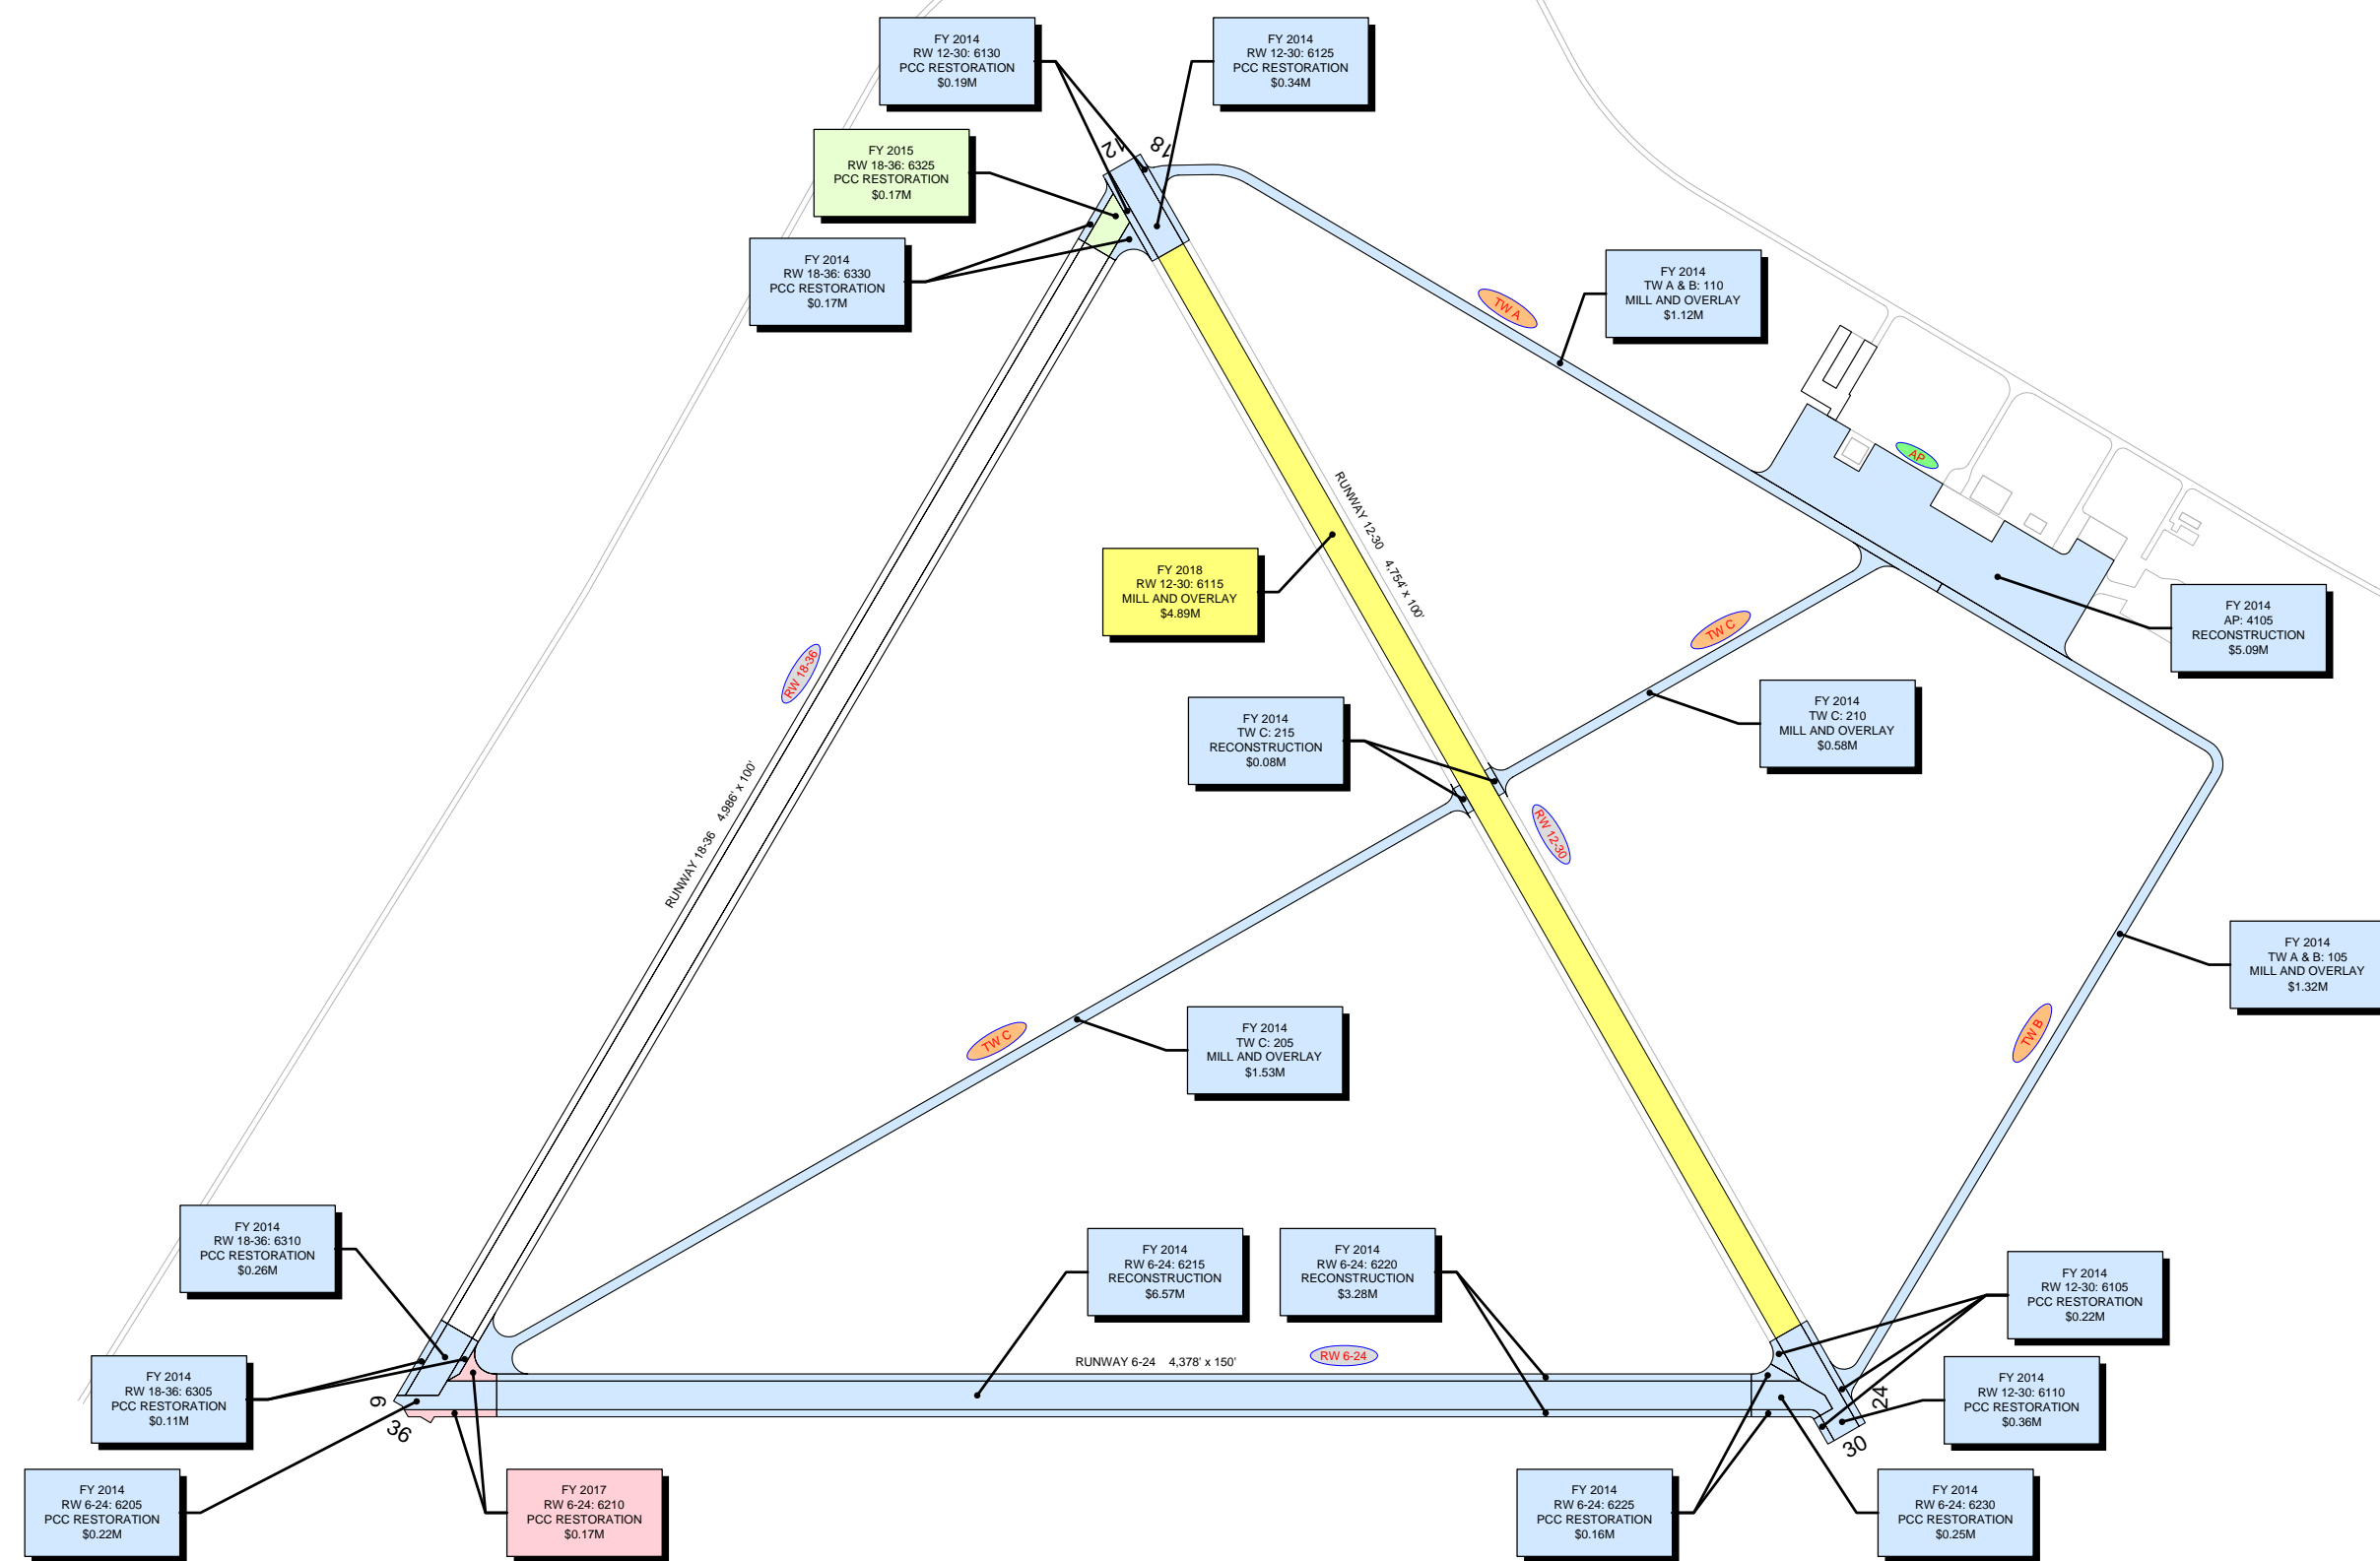 FY 2014
RW 12-30: 6130
PCC RESTORATION
$0.19M
FY 2014
RW 12-30: 6125
PCC RESTORATION
$0.34M
FY 2015
RW 18-36: 6325
PCC RESTORATION
$0.17M
12
18
FY 2014
RW 18-36: 6330
PCC RESTORATION
$0.17M
TW A
FY 2014
TW A & B: 110
MILL AND OVERLAY
$1.12M
AP
RUNWAY 12-30 4,754' x 100'
FY 2018
RW 12-30: 6115
MILL AND OVERLAY
$4.89M
FY 2014
AP: 4105
RECONSTRUCTION
$5.09M
TW C
RW 18-36
FY 2014
TW C: 215
RECONSTRUCTION
$0.08M
FY 2014
TW C: 210
MILL AND OVERLAY
$0.58M
RUNWAY 18-36 4,986' x 100'
RW 12-30
FY 2014
TW A & B: 105
MILL AND OVERLAY
$1.32M
TW C
FY 2014
TW C: 205
MILL AND OVERLAY
$1.53M
TW B
FY 2014
RW 18-36: 6310
PCC RESTORATION
$0.26M
FY 2014
RW 6-24: 6215
RECONSTRUCTION
$6.57M
FY 2014
RW 6-24: 6220
RECONSTRUCTION
$3.28M
FY 2014
RW 12-30: 6105
PCC RESTORATION
$0.22M
RUNWAY 6-24 4,378' x 150'
RW 6-24
FY 2014
RW 18-36: 6305
PCC RESTORATION
$0.11M
6
36
24
30
FY 2014
RW 12-30: 6110
PCC RESTORATION
$0.36M
FY 2014
RW 6-24: 6205
PCC RESTORATION
$0.22M
FY 2017
RW 6-24: 6210
PCC RESTORATION
$0.17M
FY 2014
RW 6-24: 6225
PCC RESTORATION
$0.16M
FY 2014
RW 6-24: 6230
PCC RESTORATION
$0.25M